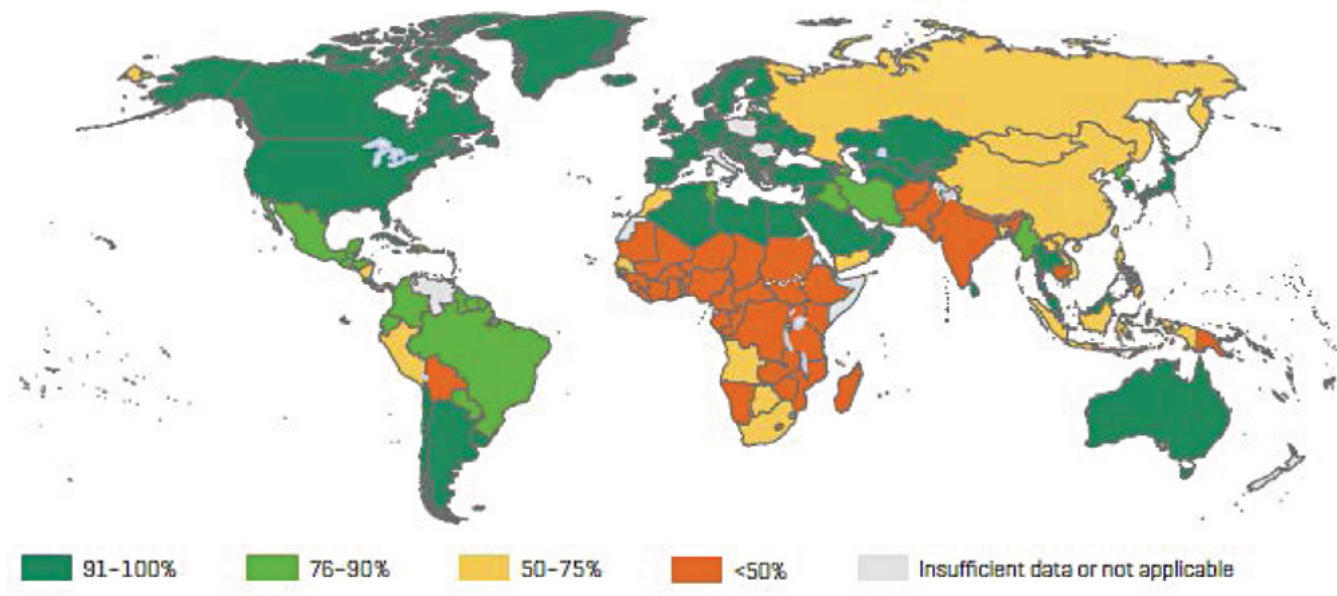 91–100%
76–90%
50–75%
<50%
Insufficient data or not applicable